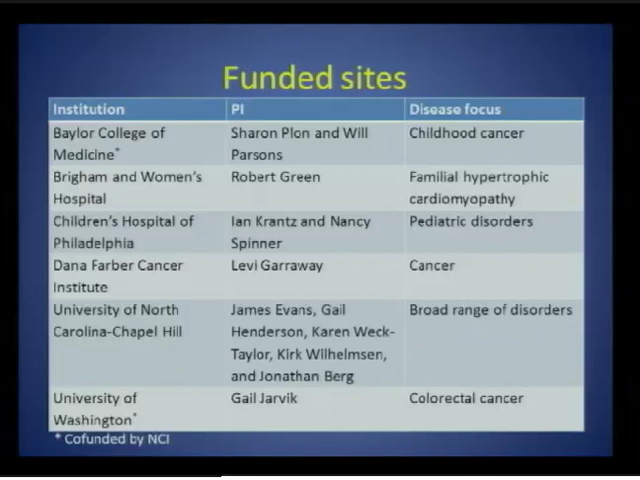 Funded sites
Institution PI Disease focus
Baylor College of Sharon Plon and Will Childhood cancer
Medicine* Parsons
Brigham and Women's Robert Green Familial hypertrophic
Hospital cardiomyopathy
Children's Hospital of Ian Krantz and Nancy Pediatric disorders
Philadelphia Spinner
Dana Farber Cancer Levi Garraway Cancer
Institute
University of North James Evans, Gail Broad range of disorders
Carolina-Chapel Hill Henderson, Karen Weck-
Taylor, Kirk Wilhelmsen,
and Jonathan Berg
University of Gail Jarvik Colorectal cancer
Washington*
* Cofunded by NCI